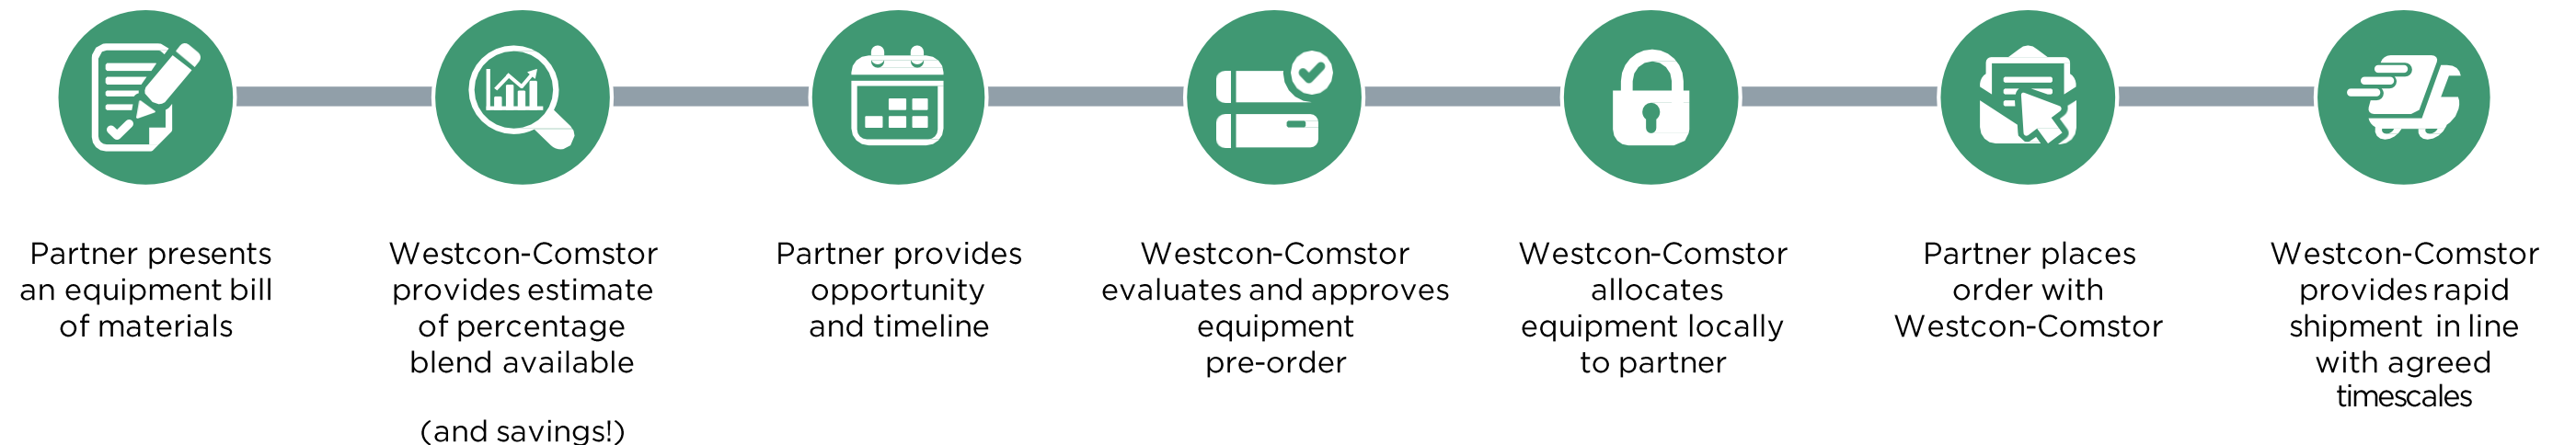 Partner presents
an equipment bill
of materials
Westcon-Comstor
provides estimate
of percentage
blend available
(and savings!)
Partner provides
opportunity
and timeline
Westcon-Comstor
evaluates and approves
equipment
pre-order
Westcon-Comstor
allocates
equipment locally
to partner
Partner places
order with
Westcon-Comstor
Westcon-Comstor
provides rapid
shipment in line
with agreed
timescales